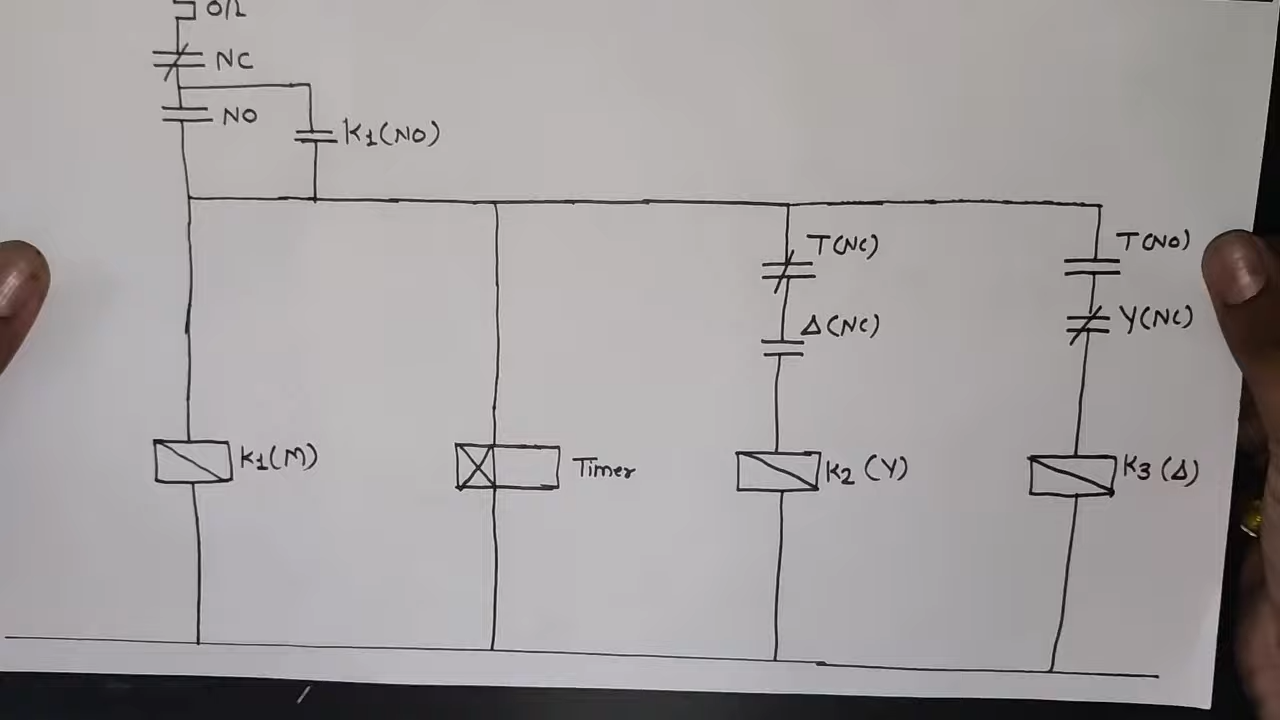 O/L
NC
NO
K1(NO)
T(NC)
T(NO)
Δ(NC)
Y(NC)
K1(M)
Timer
K2 (Y)
K3 (Δ)